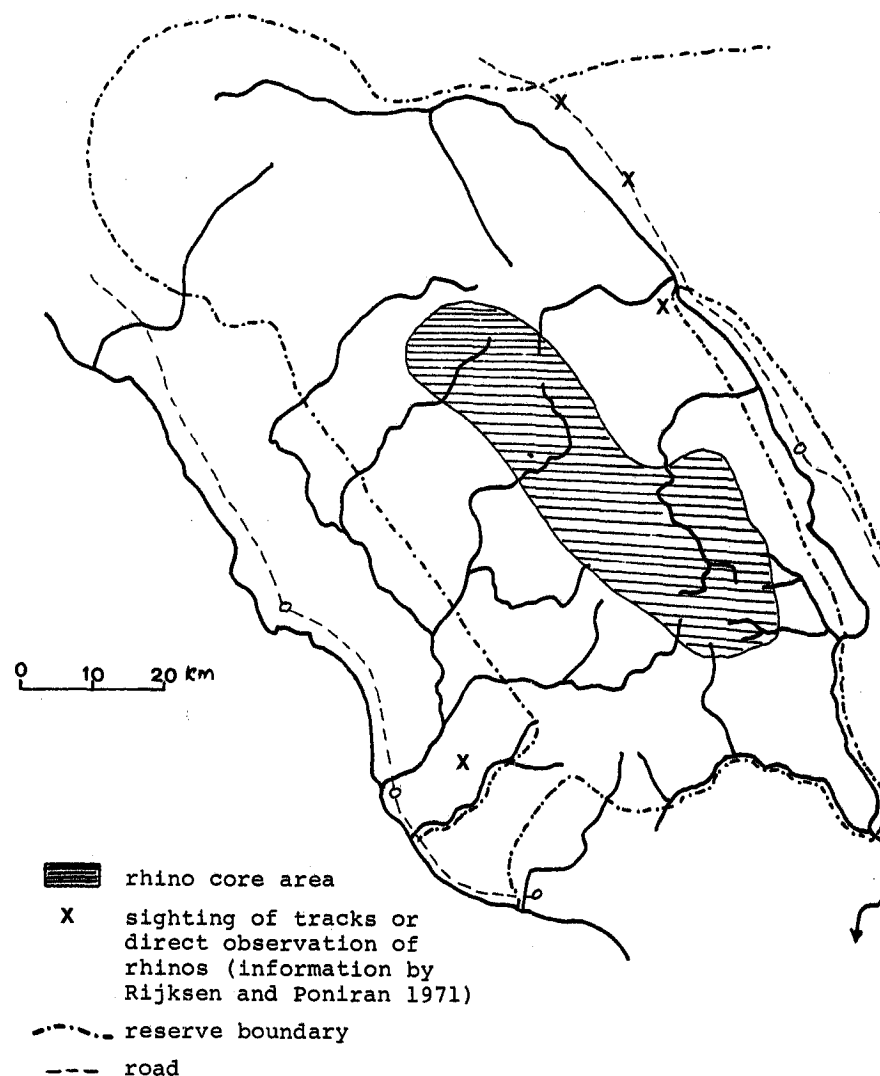 0 10 20 km
rhino core area
X sighting of tracks or
direct observation of
rhinos (information by
Rijksen and Poniran 1971)
reserve boundary
road